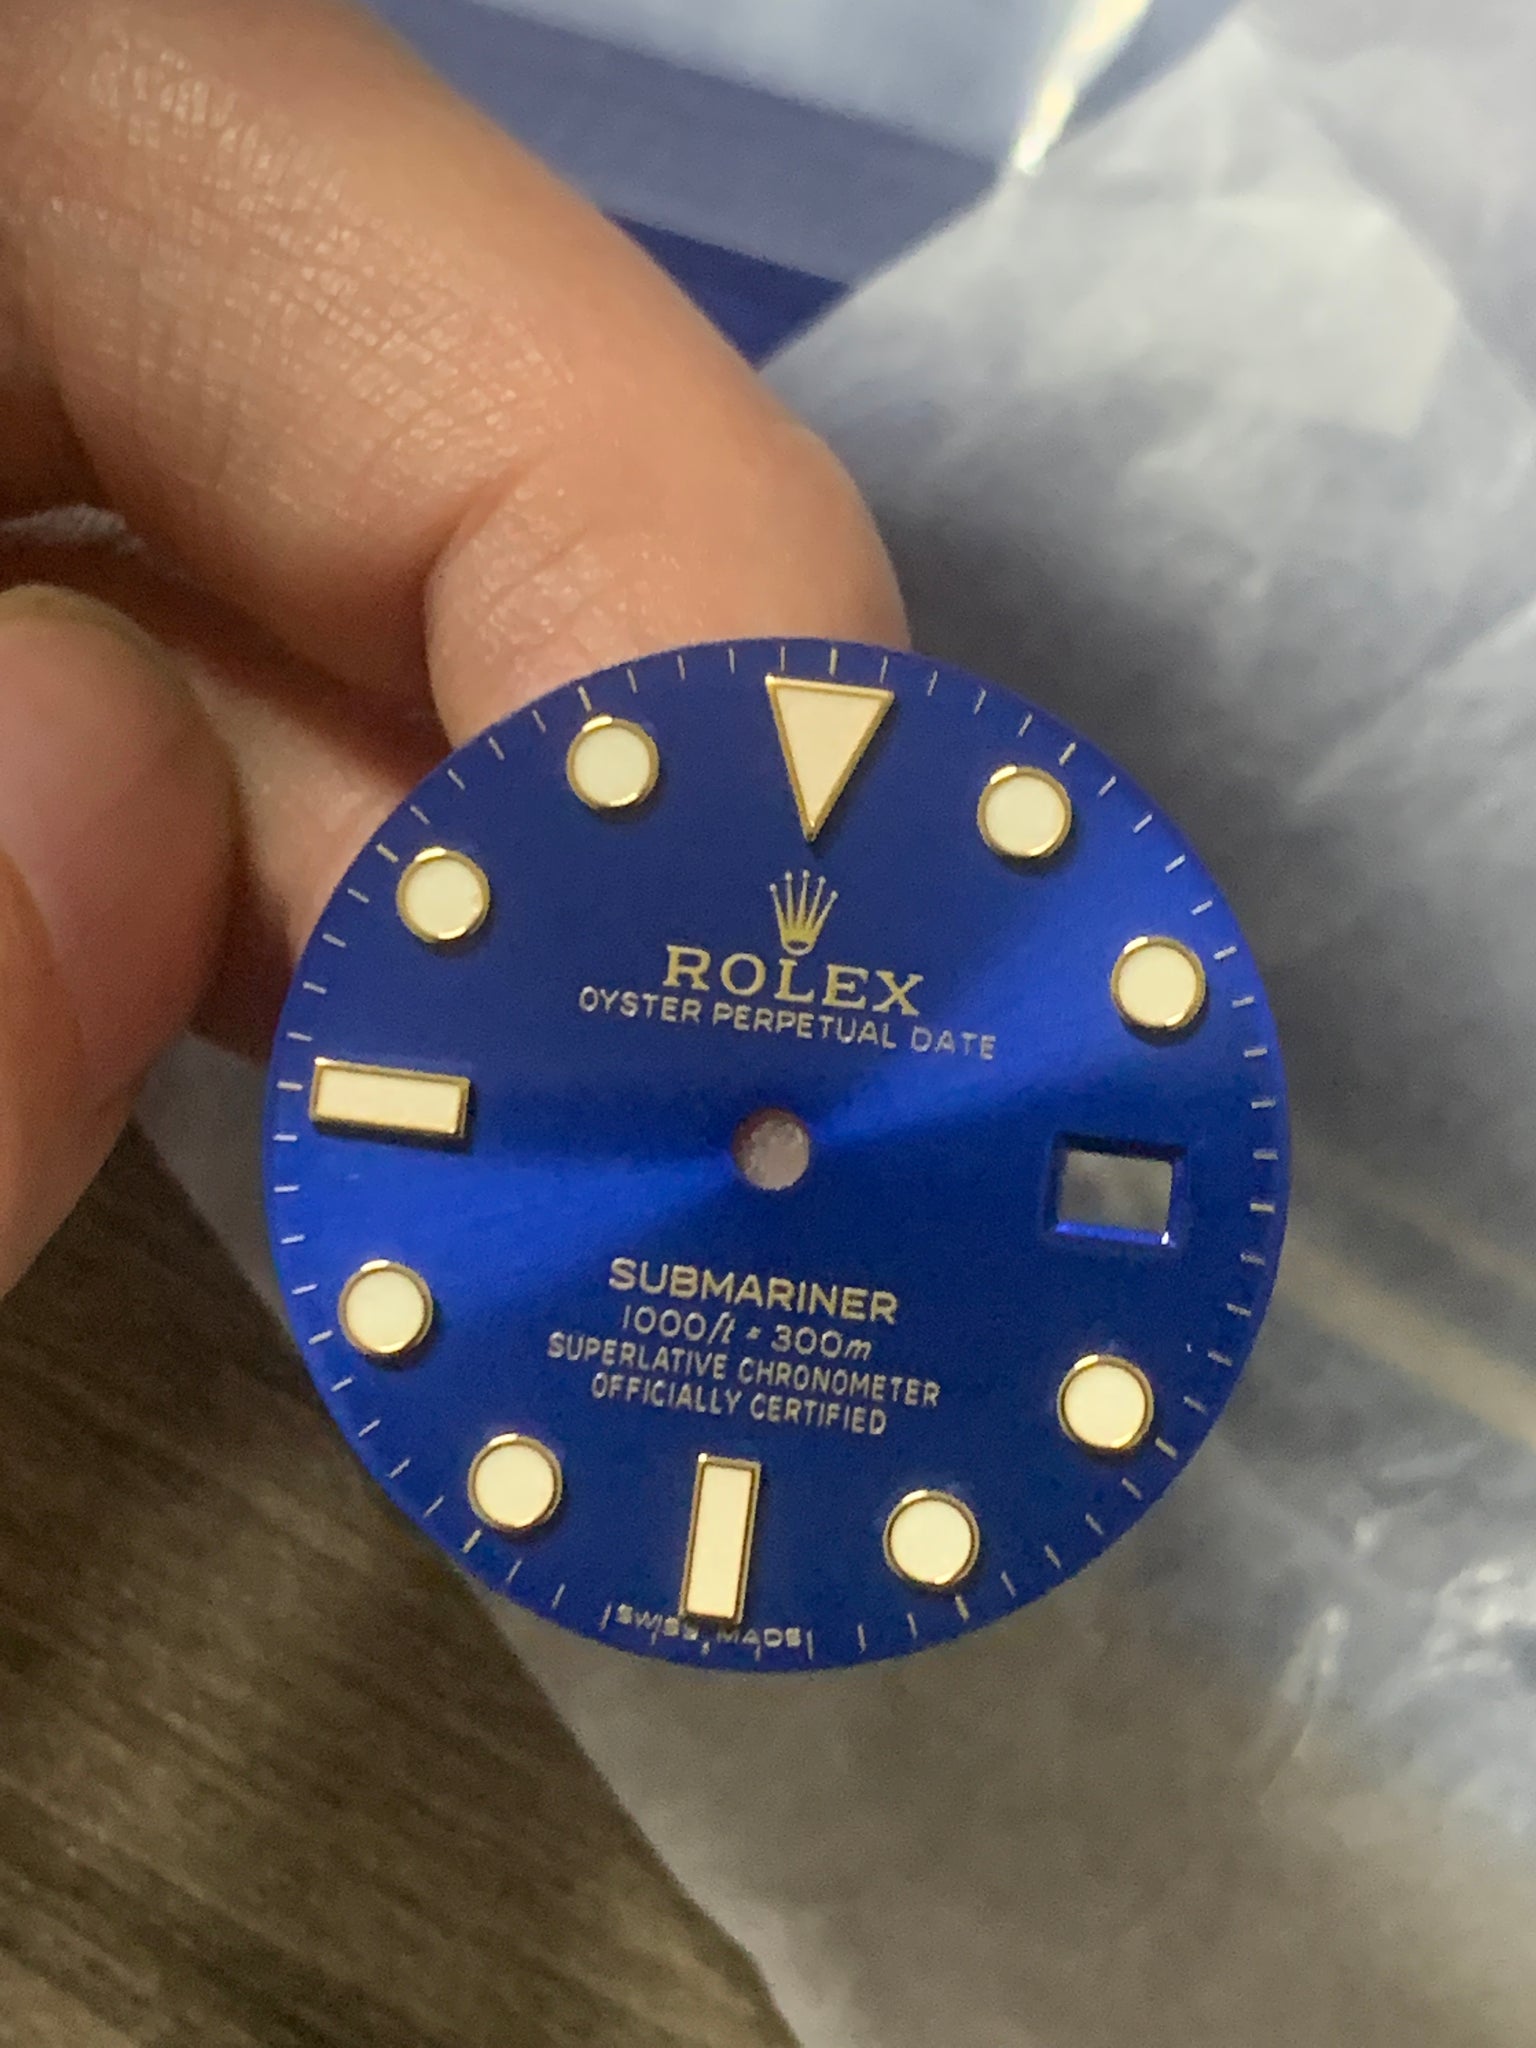 ROLEX
OYSTER PERPETUAL DATE
SUBMARINER
1000ft = 300m
SUPERLATIVE CHRONOMETER
OFFICIALLY CERTIFIED
SWISS MADE